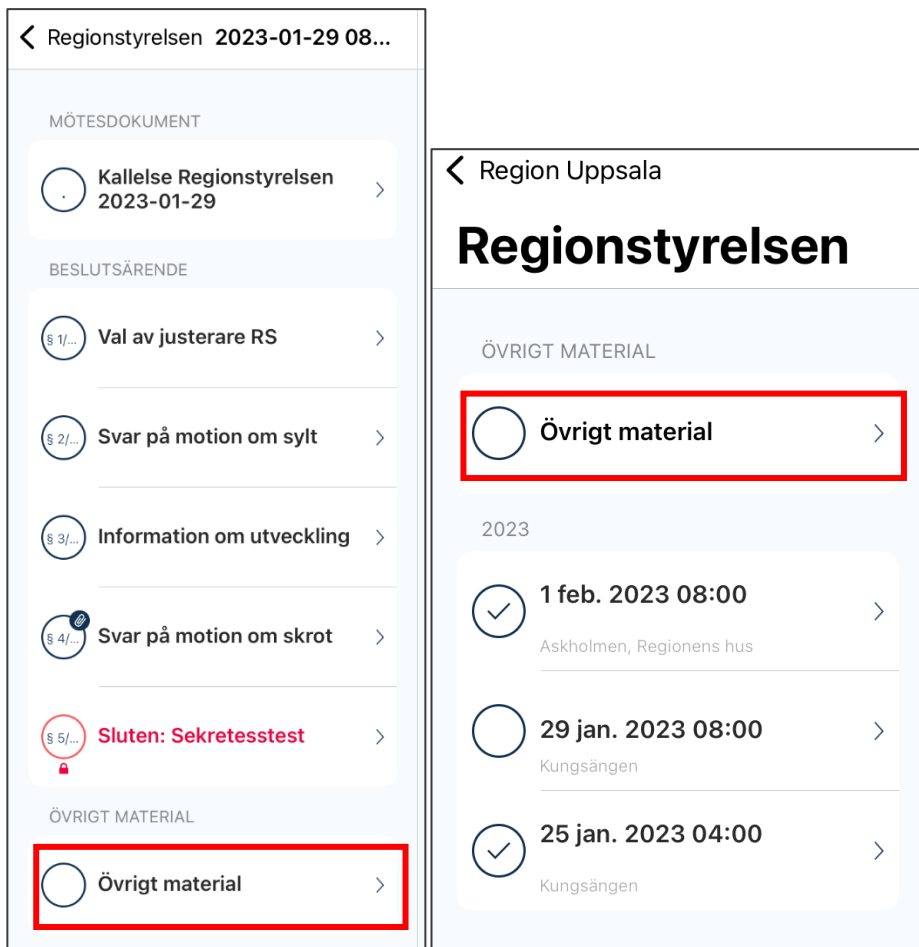 Regionstyrelsen 2023-01-29 08...
MÖTESDOKUMENT
.
Kallelse Regionstyrelsen
2023-01-29
BESLUTSÄRENDE
§ 1/...
Val av justerare RS
§ 2/...
Svar på motion om sylt
§ 3/...
Information om utveckling
§ 4/...
Svar på motion om skrot
§ 5/...
Sluten: Sekretesstest
ÖVRIGT MATERIAL
Övrigt material
Region Uppsala
Regionstyrelsen
ÖVRIGT MATERIAL
Övrigt material
2023
1 feb. 2023 08:00
Askholmen, Regionens hus
29 jan. 2023 08:00
Kungsängen
25 jan. 2023 04:00
Kungsängen